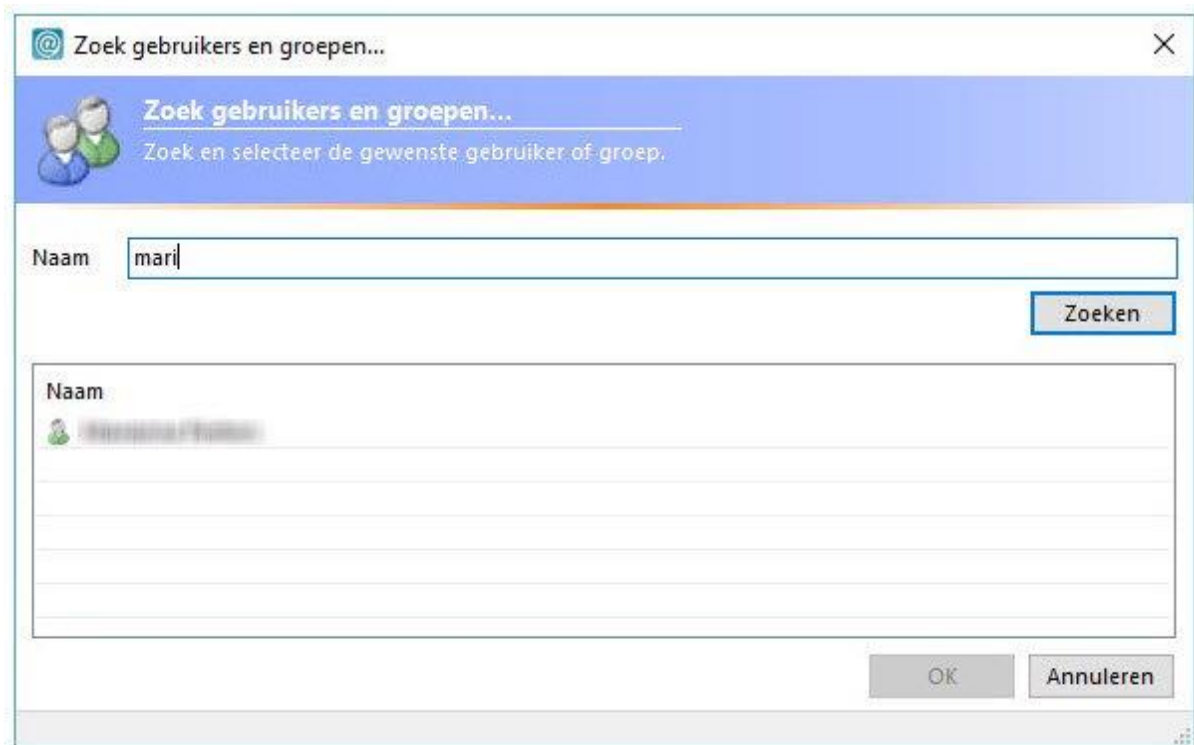 Zoek gebruikers en groepen...
Zoek gebruikers en groepen...
Zoek en selecteer de gewenste gebruiker of groep.
Naam mari
Zoeken
Naam
OK Annuleren